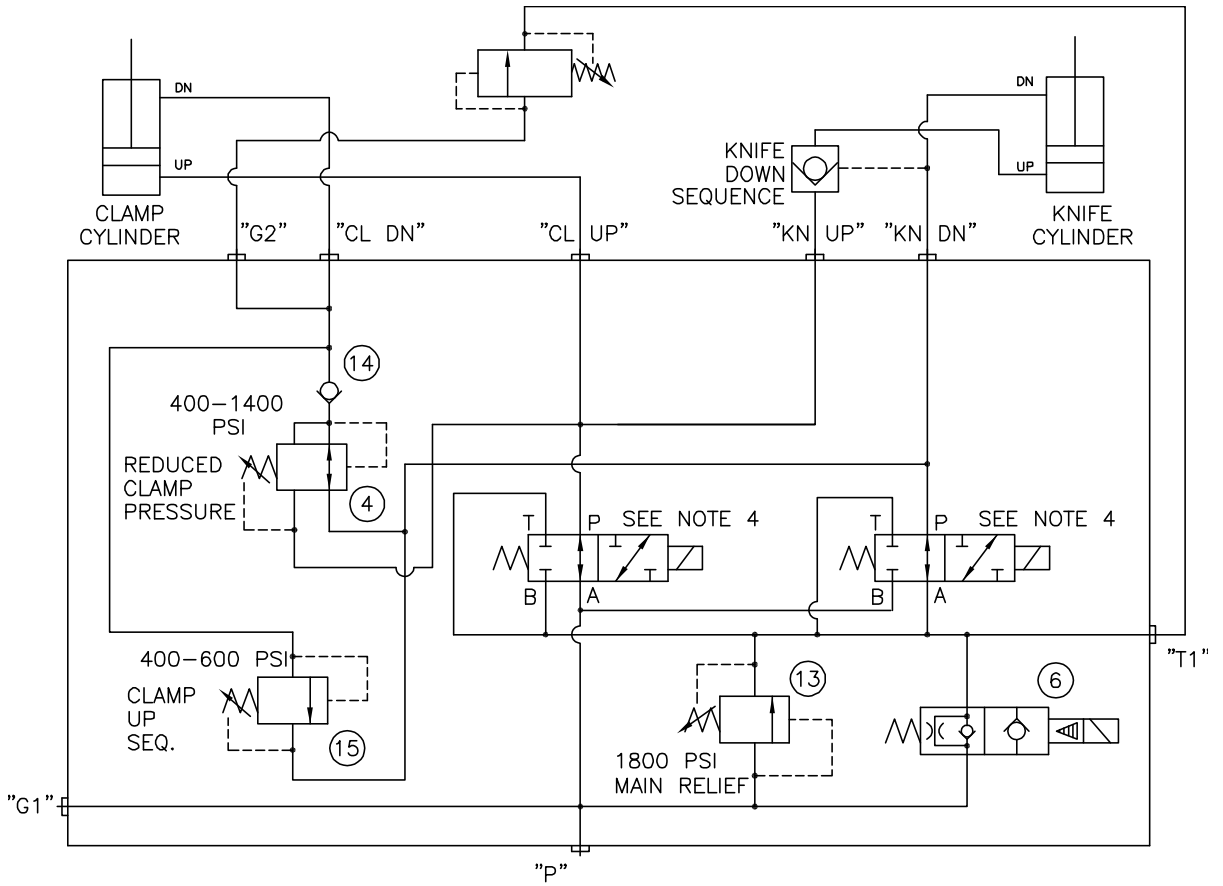 DN
UP
CLAMP
CYLINDER
KNIFE
DOWN
SEQUENCE
DN
UP
KNIFE
CYLINDER
"G2"
"CL DN"
"CL UP"
"KN UP"
"KN DN"
14
400-1400
PSI
REDUCED
CLAMP
PRESSURE
4
T P SEE NOTE 4
B A
T P SEE NOTE 4
B A
"T1"
400-600 PSI
CLAMP
UP
SEQ.
15
13
1800 PSI
MAIN RELIEF
6
"G1"
"P"